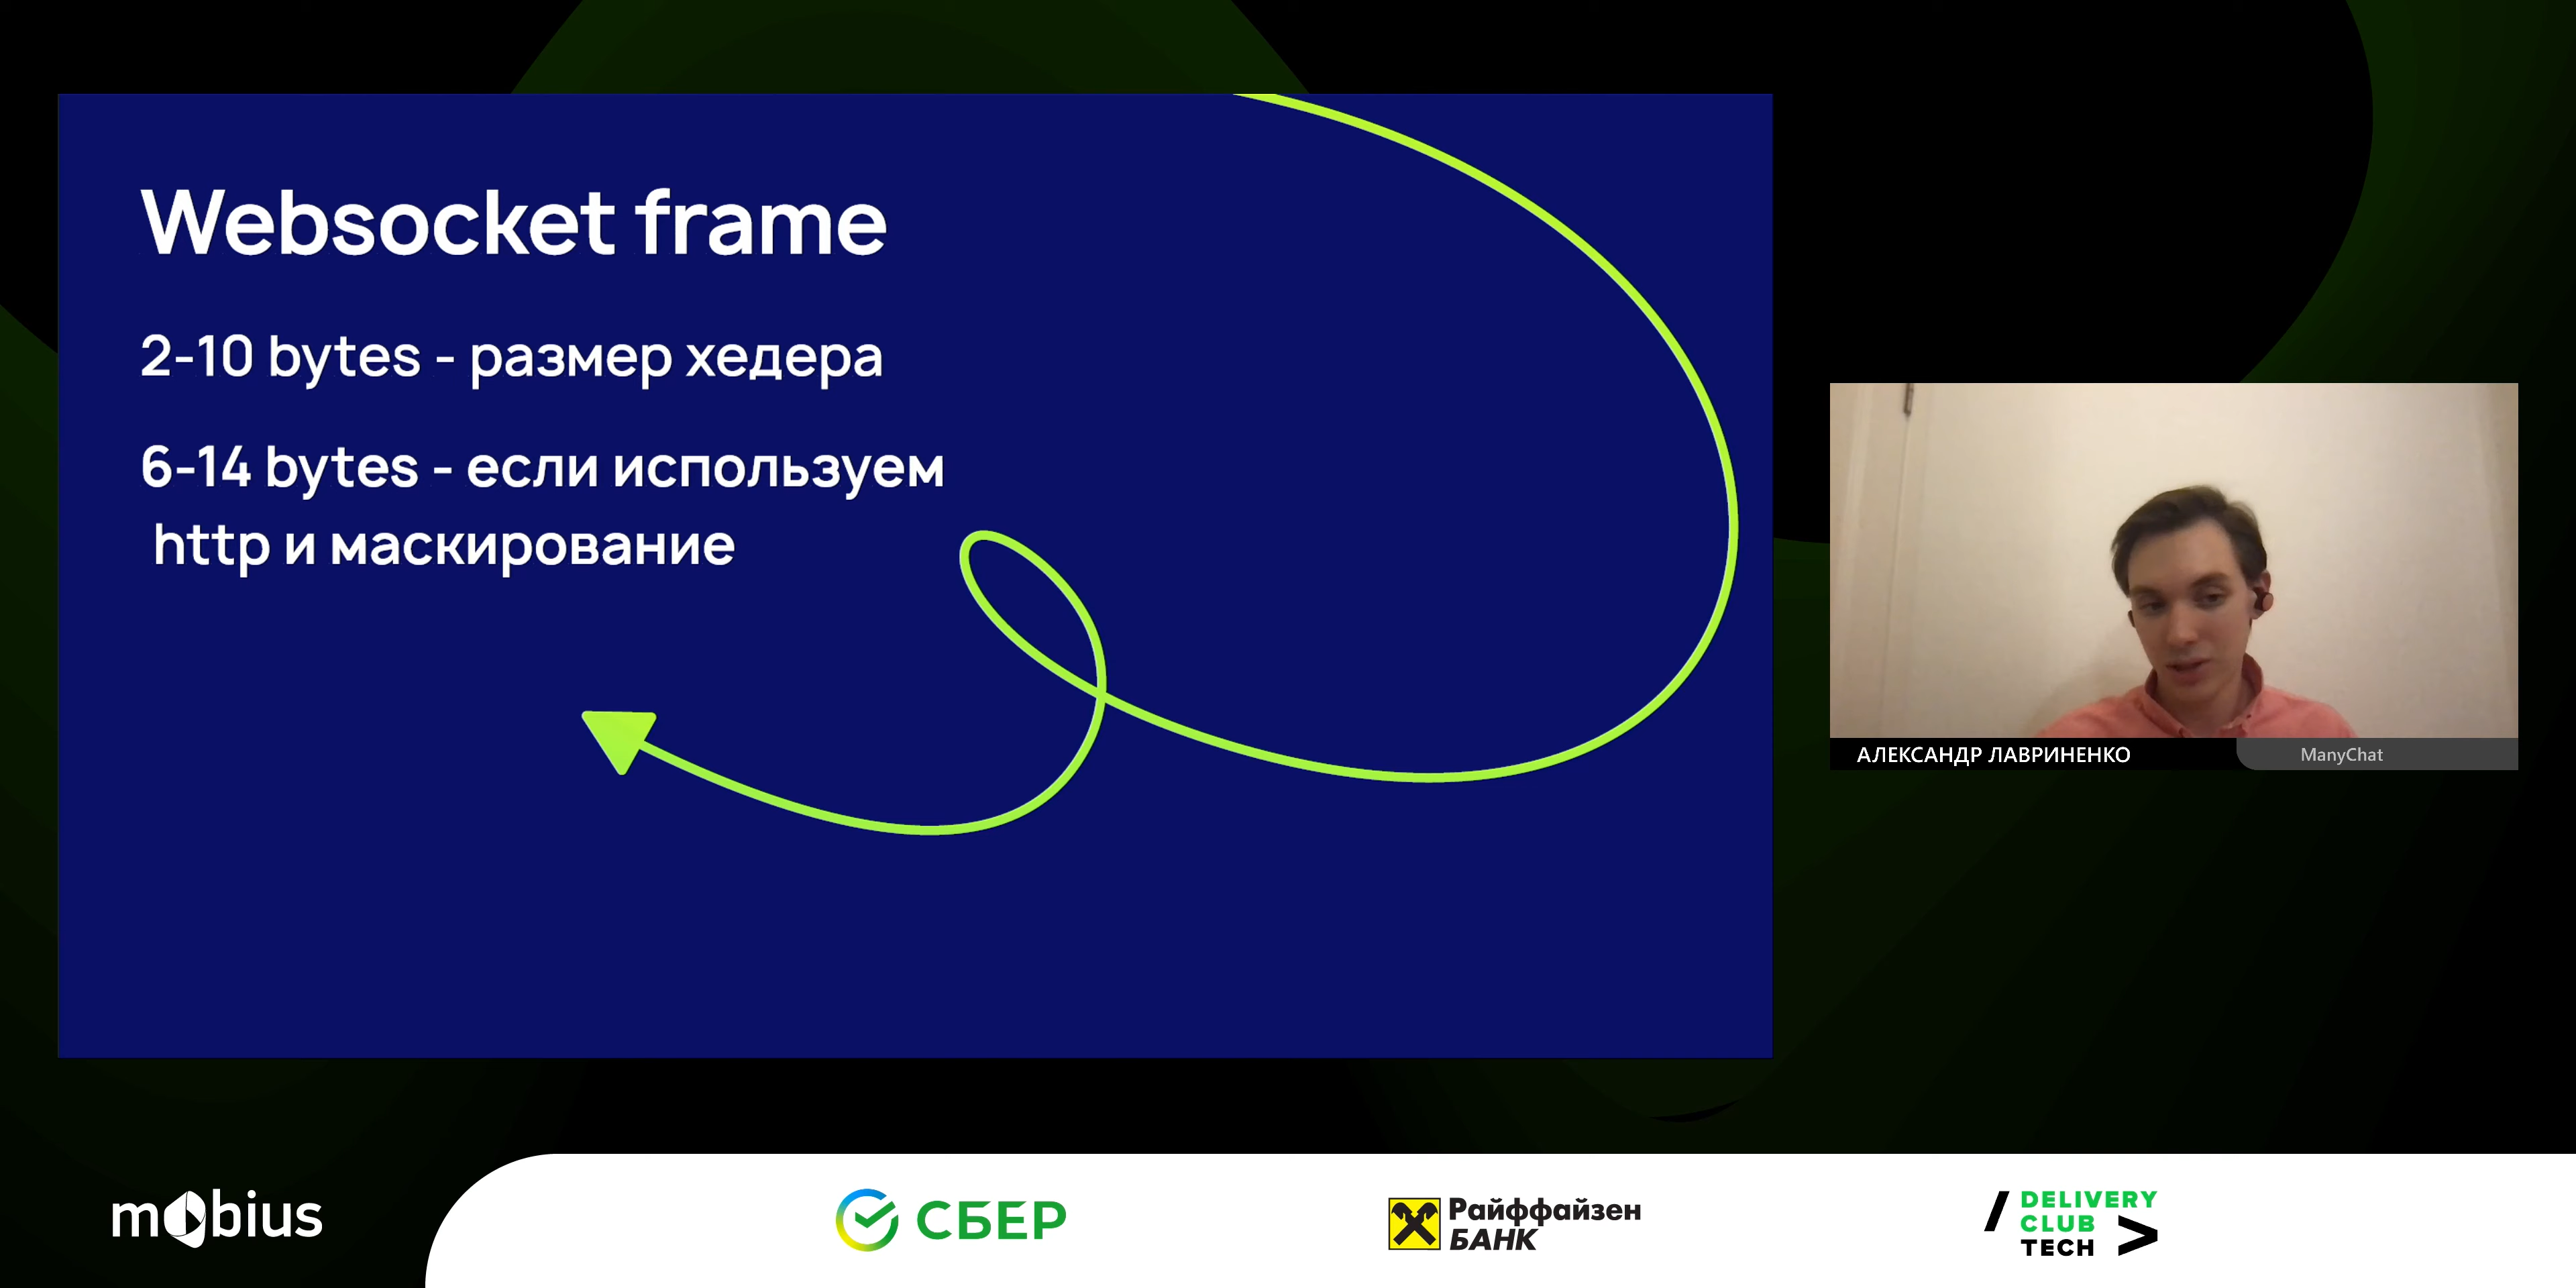 Websocket frame
2-10 bytes - размер хедера
6-14 bytes - если используем
http и маскирование
АЛЕКСАНДР ЛАВРИНЕНКО
ManyChat
mobius
СБЕР
Райффайзен
БАНК
DELIVERY
CLUB
TECH